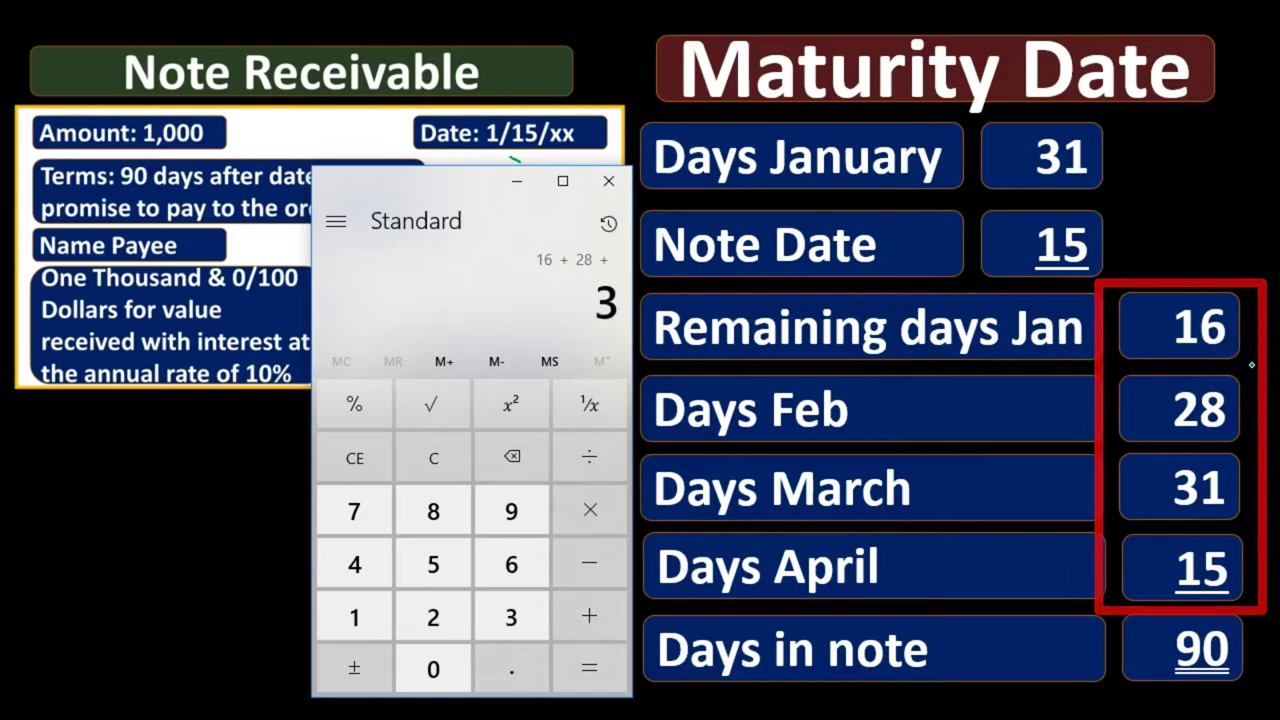 Note Receivable
Amount: 1,000
Date: 1/15/xx
Terms: 90 days after date
promise to pay to the
Name Payee
One Thousand & 0/100
Dollars for value
received with interest at
the annual rate of 10%
Standard
16 + 28 +
3
MC MR M+ M- MS M˅
% √ x² ¹/x
CE C ⌫ ÷
7 8 9 ×
4 5 6 −
1 2 3 +
± 0 . =
Maturity Date
Days January 31
Note Date 15
Remaining days Jan 16
Days Feb 28
Days March 31
Days April 15
Days in note 90